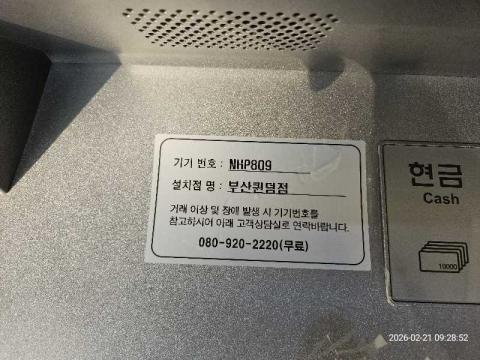 기기 번호 : NHP809
설치점 명 : 부산퀸덤점
거래 이상 및 장애 발생 시 기기번호를
참고하시어 아래 고객상담실로 연락바랍니다.
080-920-2220(무료)
현금
Cash
10000
2026-02-21 09:28:52